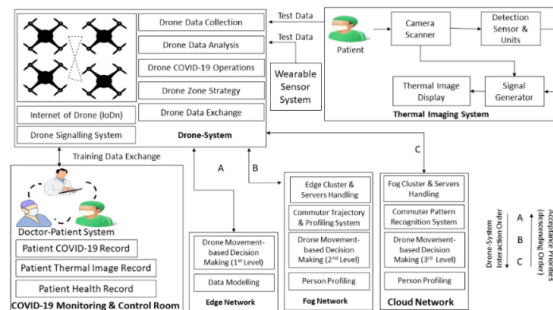 Drone Data Collection
Drone Data Analysis
Drone COVID-19 Operations
Drone Zone Strategy
Drone Data Exchange
Internet of Drone (IoDn)
Drone Signalling System
Drone-System
Test Data
Test Data
Wearable
Sensor
System
Patient
Camera
Scanner
Detection
Sensor &
Units
Thermal Image
Display
Signal
Generator
Thermal Imaging System
Training Data Exchange
A
B
C
Doctor-Patient System
Patient COVID-19 Record
Patient Thermal Image Record
Patient Health Record
COVID-19 Monitoring & Control Room
Drone Movement-
based Decision
Making (1st Level)
Data Modelling
Edge Network
Edge Cluster &
Servers Handling
Commuter Trajectory
& Profiling System
Drone Movement-
based Decision
Making (2nd Level)
Person Profiling
Fog Network
Fog Cluster & Servers
Handling
Commuter Pattern
Recognition System
Drone Movement-
based Decision
Making (3rd Level)
Person Profiling
Cloud Network
Drone-System
Interaction Order
A
B
C
Acceptance Priorities
(descending Order)